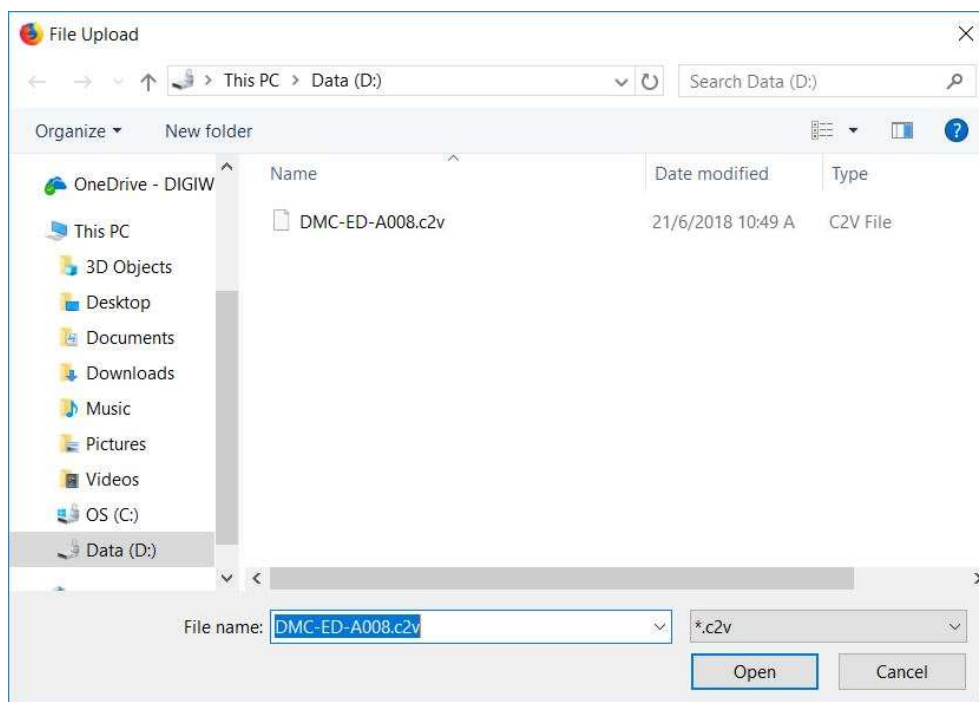 File Upload
This PC > Data (D:)
Search Data (D:)
Organize
New folder
Name
Date modified
Type
OneDrive - DIGIW
This PC
3D Objects
Desktop
Documents
Downloads
Music
Pictures
Videos
OS (C:)
Data (D:)
DMC-ED-A008.c2v
21/6/2018 10:49 A
C2V File
File name:
DMC-ED-A008.c2v
*.c2v
Open
Cancel